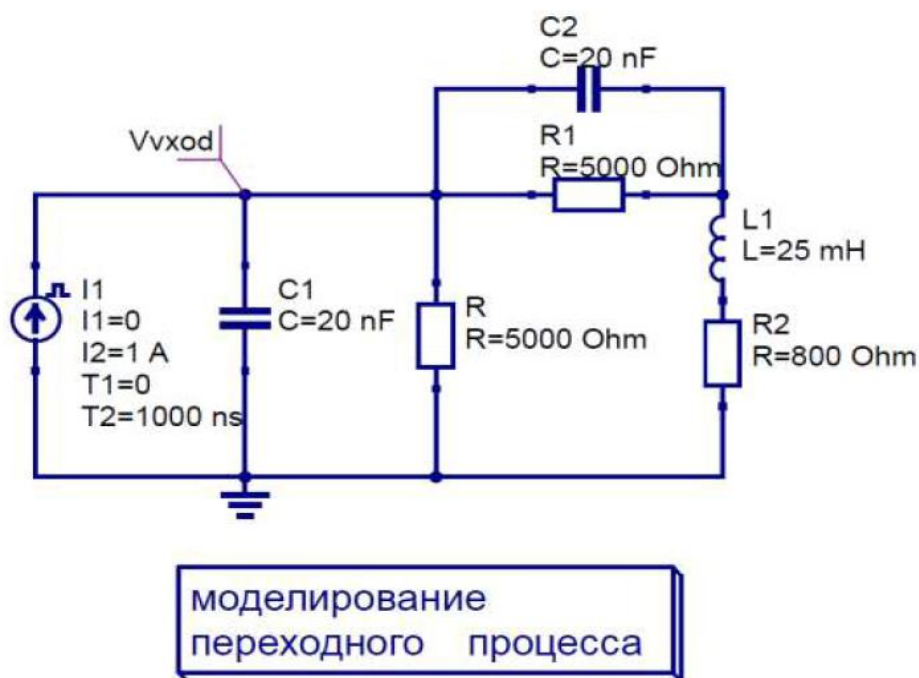 C2
C=20 nF
Vvxod
R1
R=5000 Ohm
L1
L=25 mH
I1
I1=0
I2=1 A
T1=0
T2=1000 ns
C1
C=20 nF
R
R=5000 Ohm
R2
R=800 Ohm
моделирование
переходного процесса